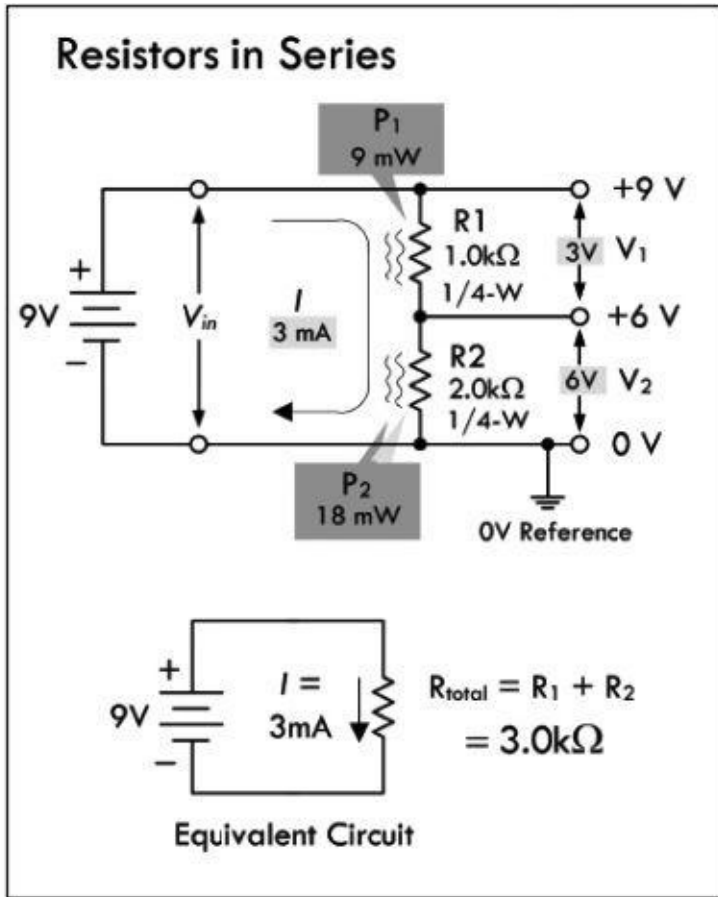 Resistors in Series
P₁
9 mW
+9 V
R1
1.0kΩ
1/4-W
3V V₁
+
9V
−
Vin
I
3 mA
+6 V
R2
2.0kΩ
1/4-W
6V V₂
0 V
P₂
18 mW
0V Reference
+
9V
−
I =
3mA
Rtotal = R₁ + R₂
= 3.0kΩ
Equivalent Circuit